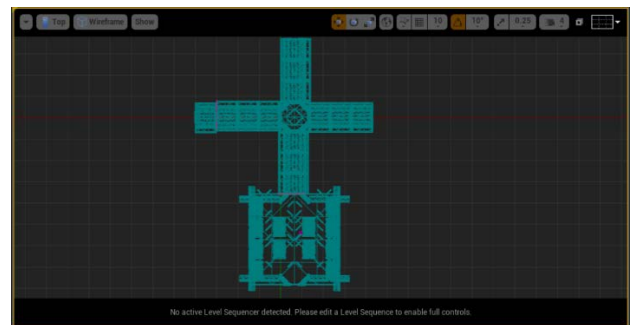 Top Wireframe Show 10 10° 0.25 4
No active Level Sequencer detected. Please edit a Level Sequence to enable full controls.